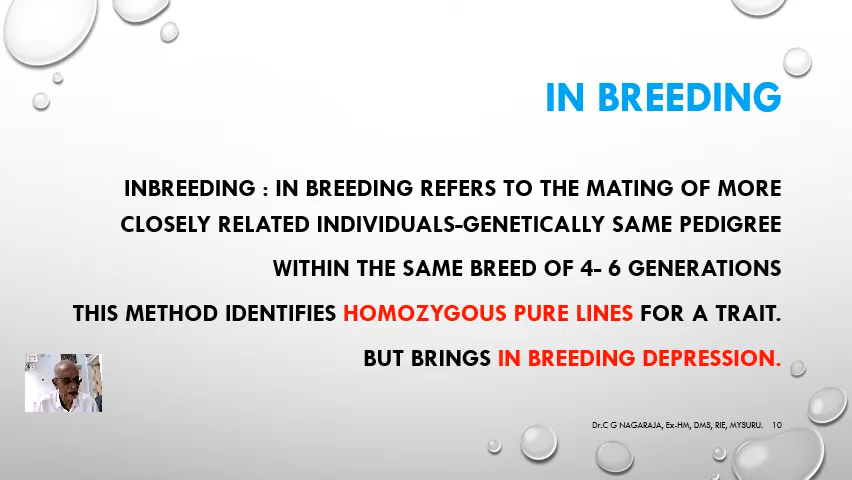 IN BREEDING
INBREEDING : IN BREEDING REFERS TO THE MATING OF MORE
CLOSELY RELATED INDIVIDUALS-GENETICALLY SAME PEDIGREE
WITHIN THE SAME BREED OF 4- 6 GENERATIONS
THIS METHOD IDENTIFIES HOMOZYGOUS PURE LINES FOR A TRAIT.
BUT BRINGS IN BREEDING DEPRESSION.
Dr.C G NAGARAJA, Ex-HM, DMS, RIE, MYSURU. 10